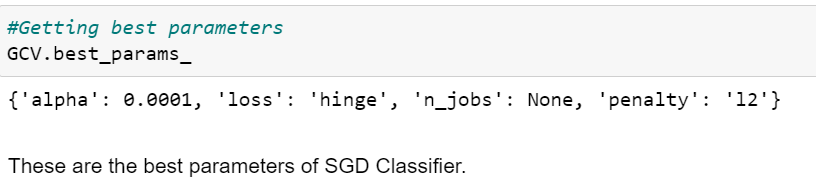 #Getting best parameters
GCV.best_params_
{'alpha': 0.0001, 'loss': 'hinge', 'n_jobs': None, 'penalty': 'l2'}
These are the best parameters of SGD Classifier.